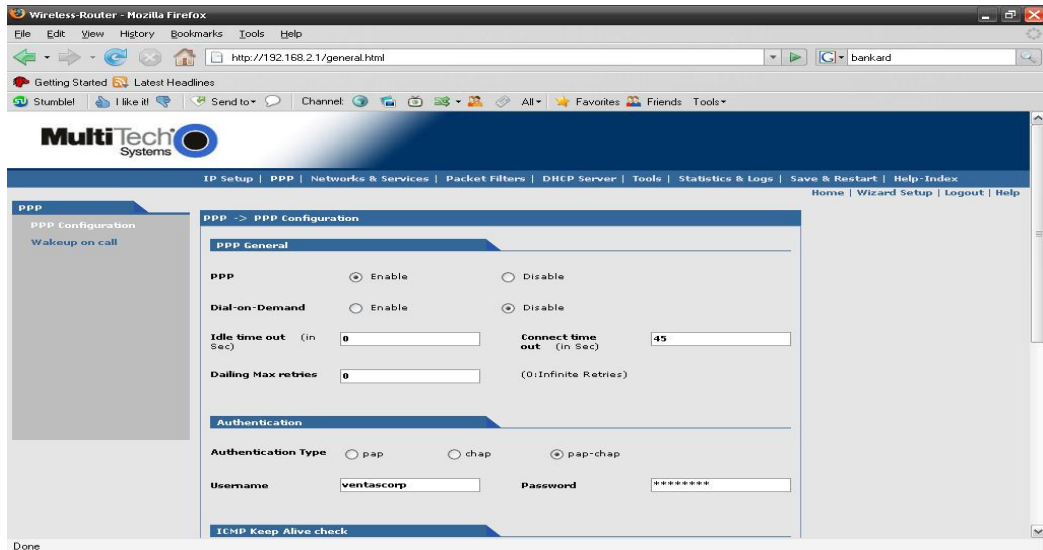 Wireless-Router - Mozilla Firefox
File Edit View History Bookmarks Tools Help
http://192.168.2.1/general.html
G bankard
Getting Started Latest Headlines
Stumble! I like it! Send to Channel: All Favorites Friends Tools
MultiTech
Systems
IP Setup | PPP | Networks & Services | Packet Filters | DHCP Server | Tools | Statistics & Logs | Save & Restart | Help-Index
Home | Wizard Setup | Logout | Help
PPP
PPP Configuration
Wakeup on call
PPP -> PPP Configuration
PPP General
PPP Enable Disable
Dial-on-Demand Enable Disable
Idle time out (in Sec) 0 Connect time out (in Sec) 45
Dailing Max retries 0 (0:Infinite Retries)
Authentication
Authentication Type pap chap pap-chap
Username ventascorp Password ********
ICMP Keep Alive check
Done